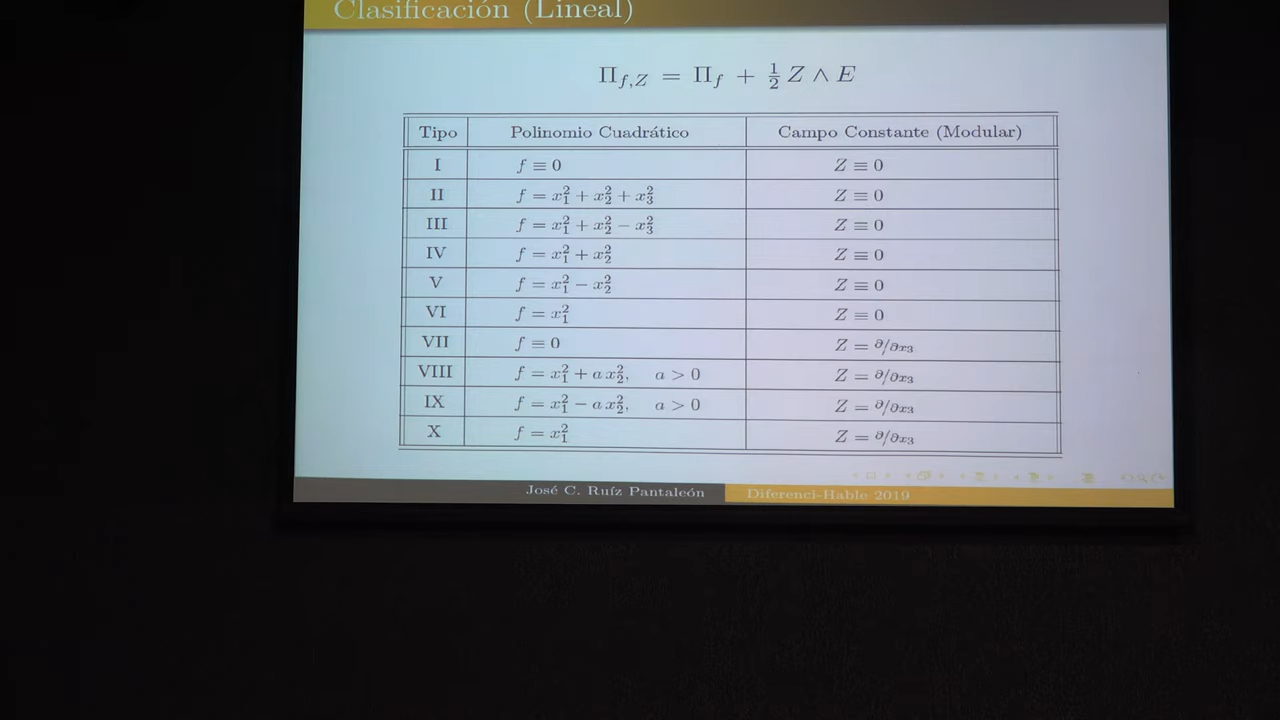 Clasificación (Lineal)
Π_{f,Z} = Π_f + ½ Z ∧ E
Tipo Polinomio Cuadrático Campo Constante (Modular)
I f ≡ 0 Z ≡ 0
II f = x₁² + x₂² + x₃² Z ≡ 0
III f = x₁² + x₂² − x₃² Z ≡ 0
IV f = x₁² + x₂² Z ≡ 0
V f = x₁² − x₂² Z ≡ 0
VI f = x₁² Z ≡ 0
VII f ≡ 0 Z = ∂/∂x₃
VIII f = x₁² + a x₂², a > 0 Z = ∂/∂x₃
IX f = x₁² − a x₂², a > 0 Z = ∂/∂x₃
X f = x₁² Z = ∂/∂x₃
José C. Ruíz Pantaleón Diferenci-Hable 2019